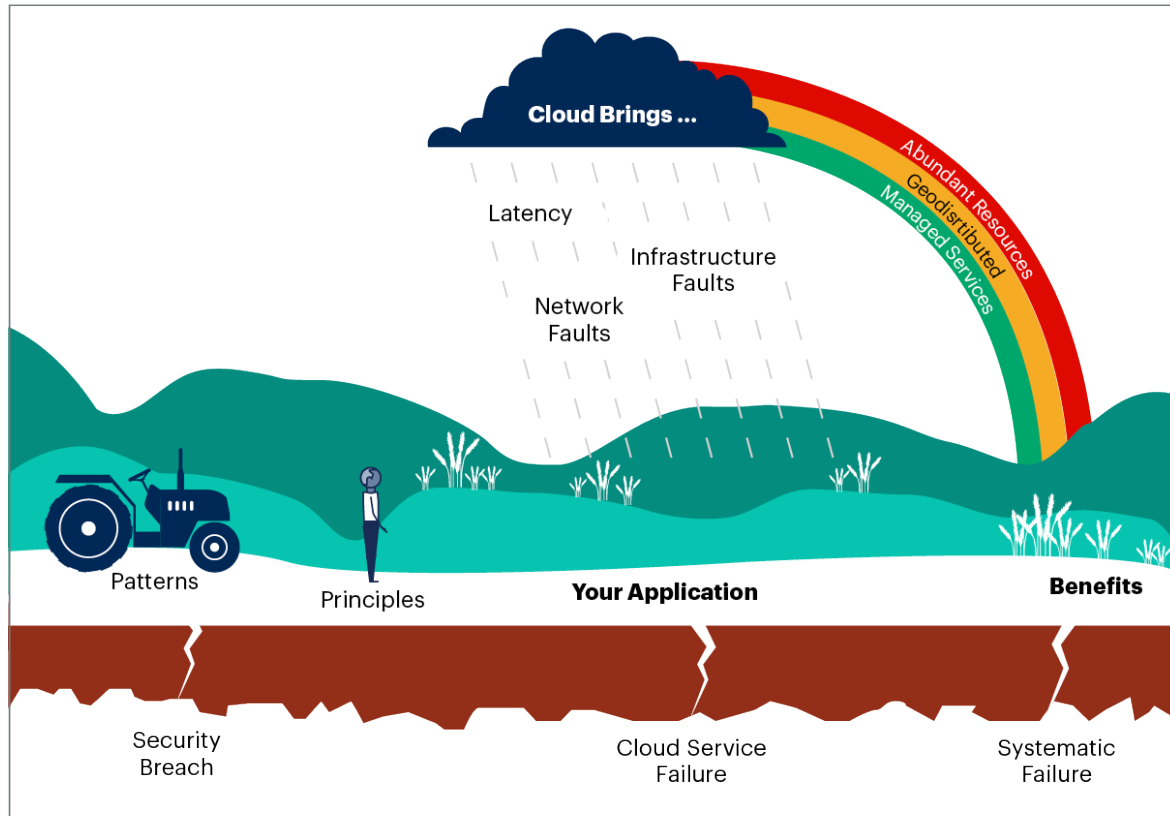 Cloud Brings ...
Abundant Resources
Geodisrtibuted
Managed Services
Latency
Infrastructure
Faults
Network
Faults
Patterns
Principles
Your Application
Benefits
Security
Breach
Cloud Service
Failure
Systematic
Failure